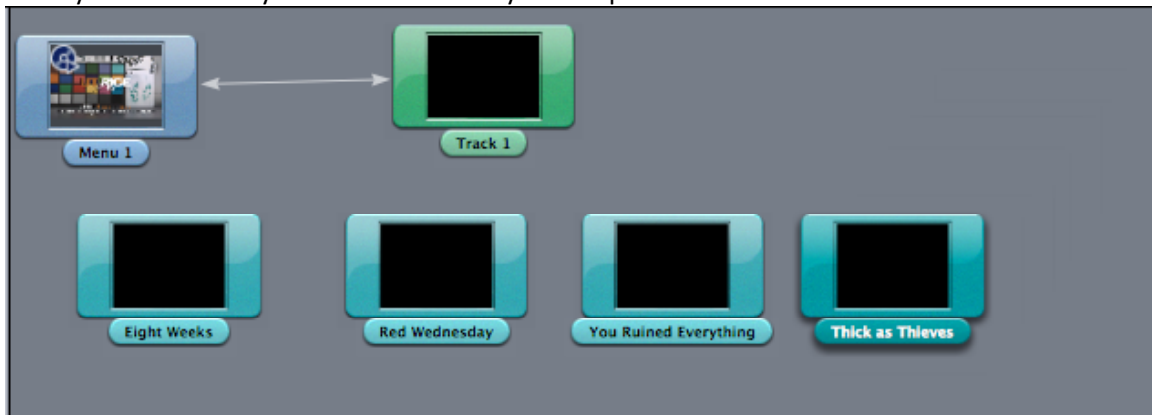 Menu 1
Track 1
Eight Weeks
Red Wednesday
You Ruined Everything
Thick as Thieves